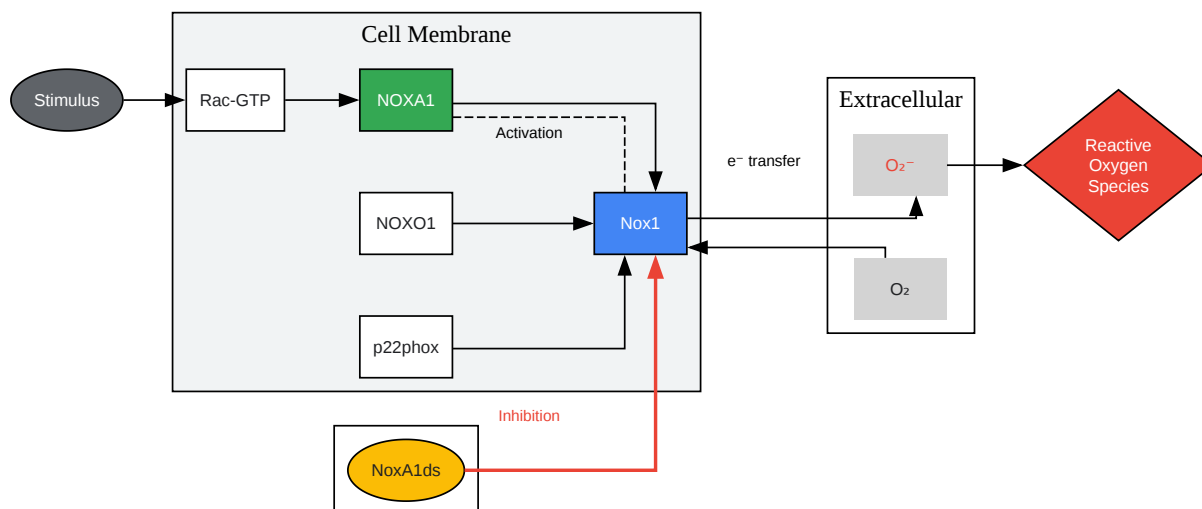 Cell Membrane
Stimulus
Rac-GTP
NOXA1
Activation
NOXO1
Nox1
p22phox
Inhibition
NoxA1ds
e⁻ transfer
Extracellular
O₂⁻
O₂
Reactive
Oxygen
Species